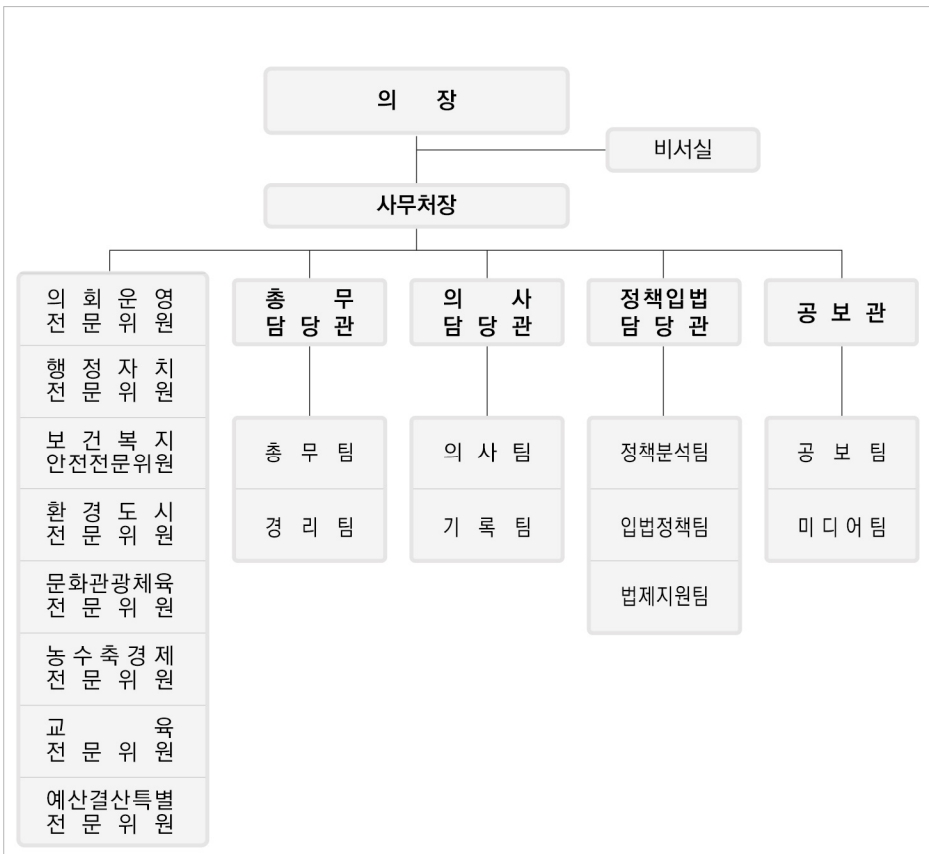 의 장
비서실
사무처장
의 회 운 영
전 문 위 원
행 정 자 치
전 문 위 원
보 건 복 지
안전전문위원
환 경 도 시
전 문 위 원
문화관광체육
전 문 위 원
농 수 축 경 제
전 문 위 원
교 육
전 문 위 원
예산결산특별
전 문 위 원
총 무
담 당 관
총 무 팀
경 리 팀
의 사
담 당 관
의 사 팀
기 록 팀
정책입법
담 당 관
정책분석팀
입법정책팀
법제지원팀
공 보 관
공 보 팀
미 디 어 팀